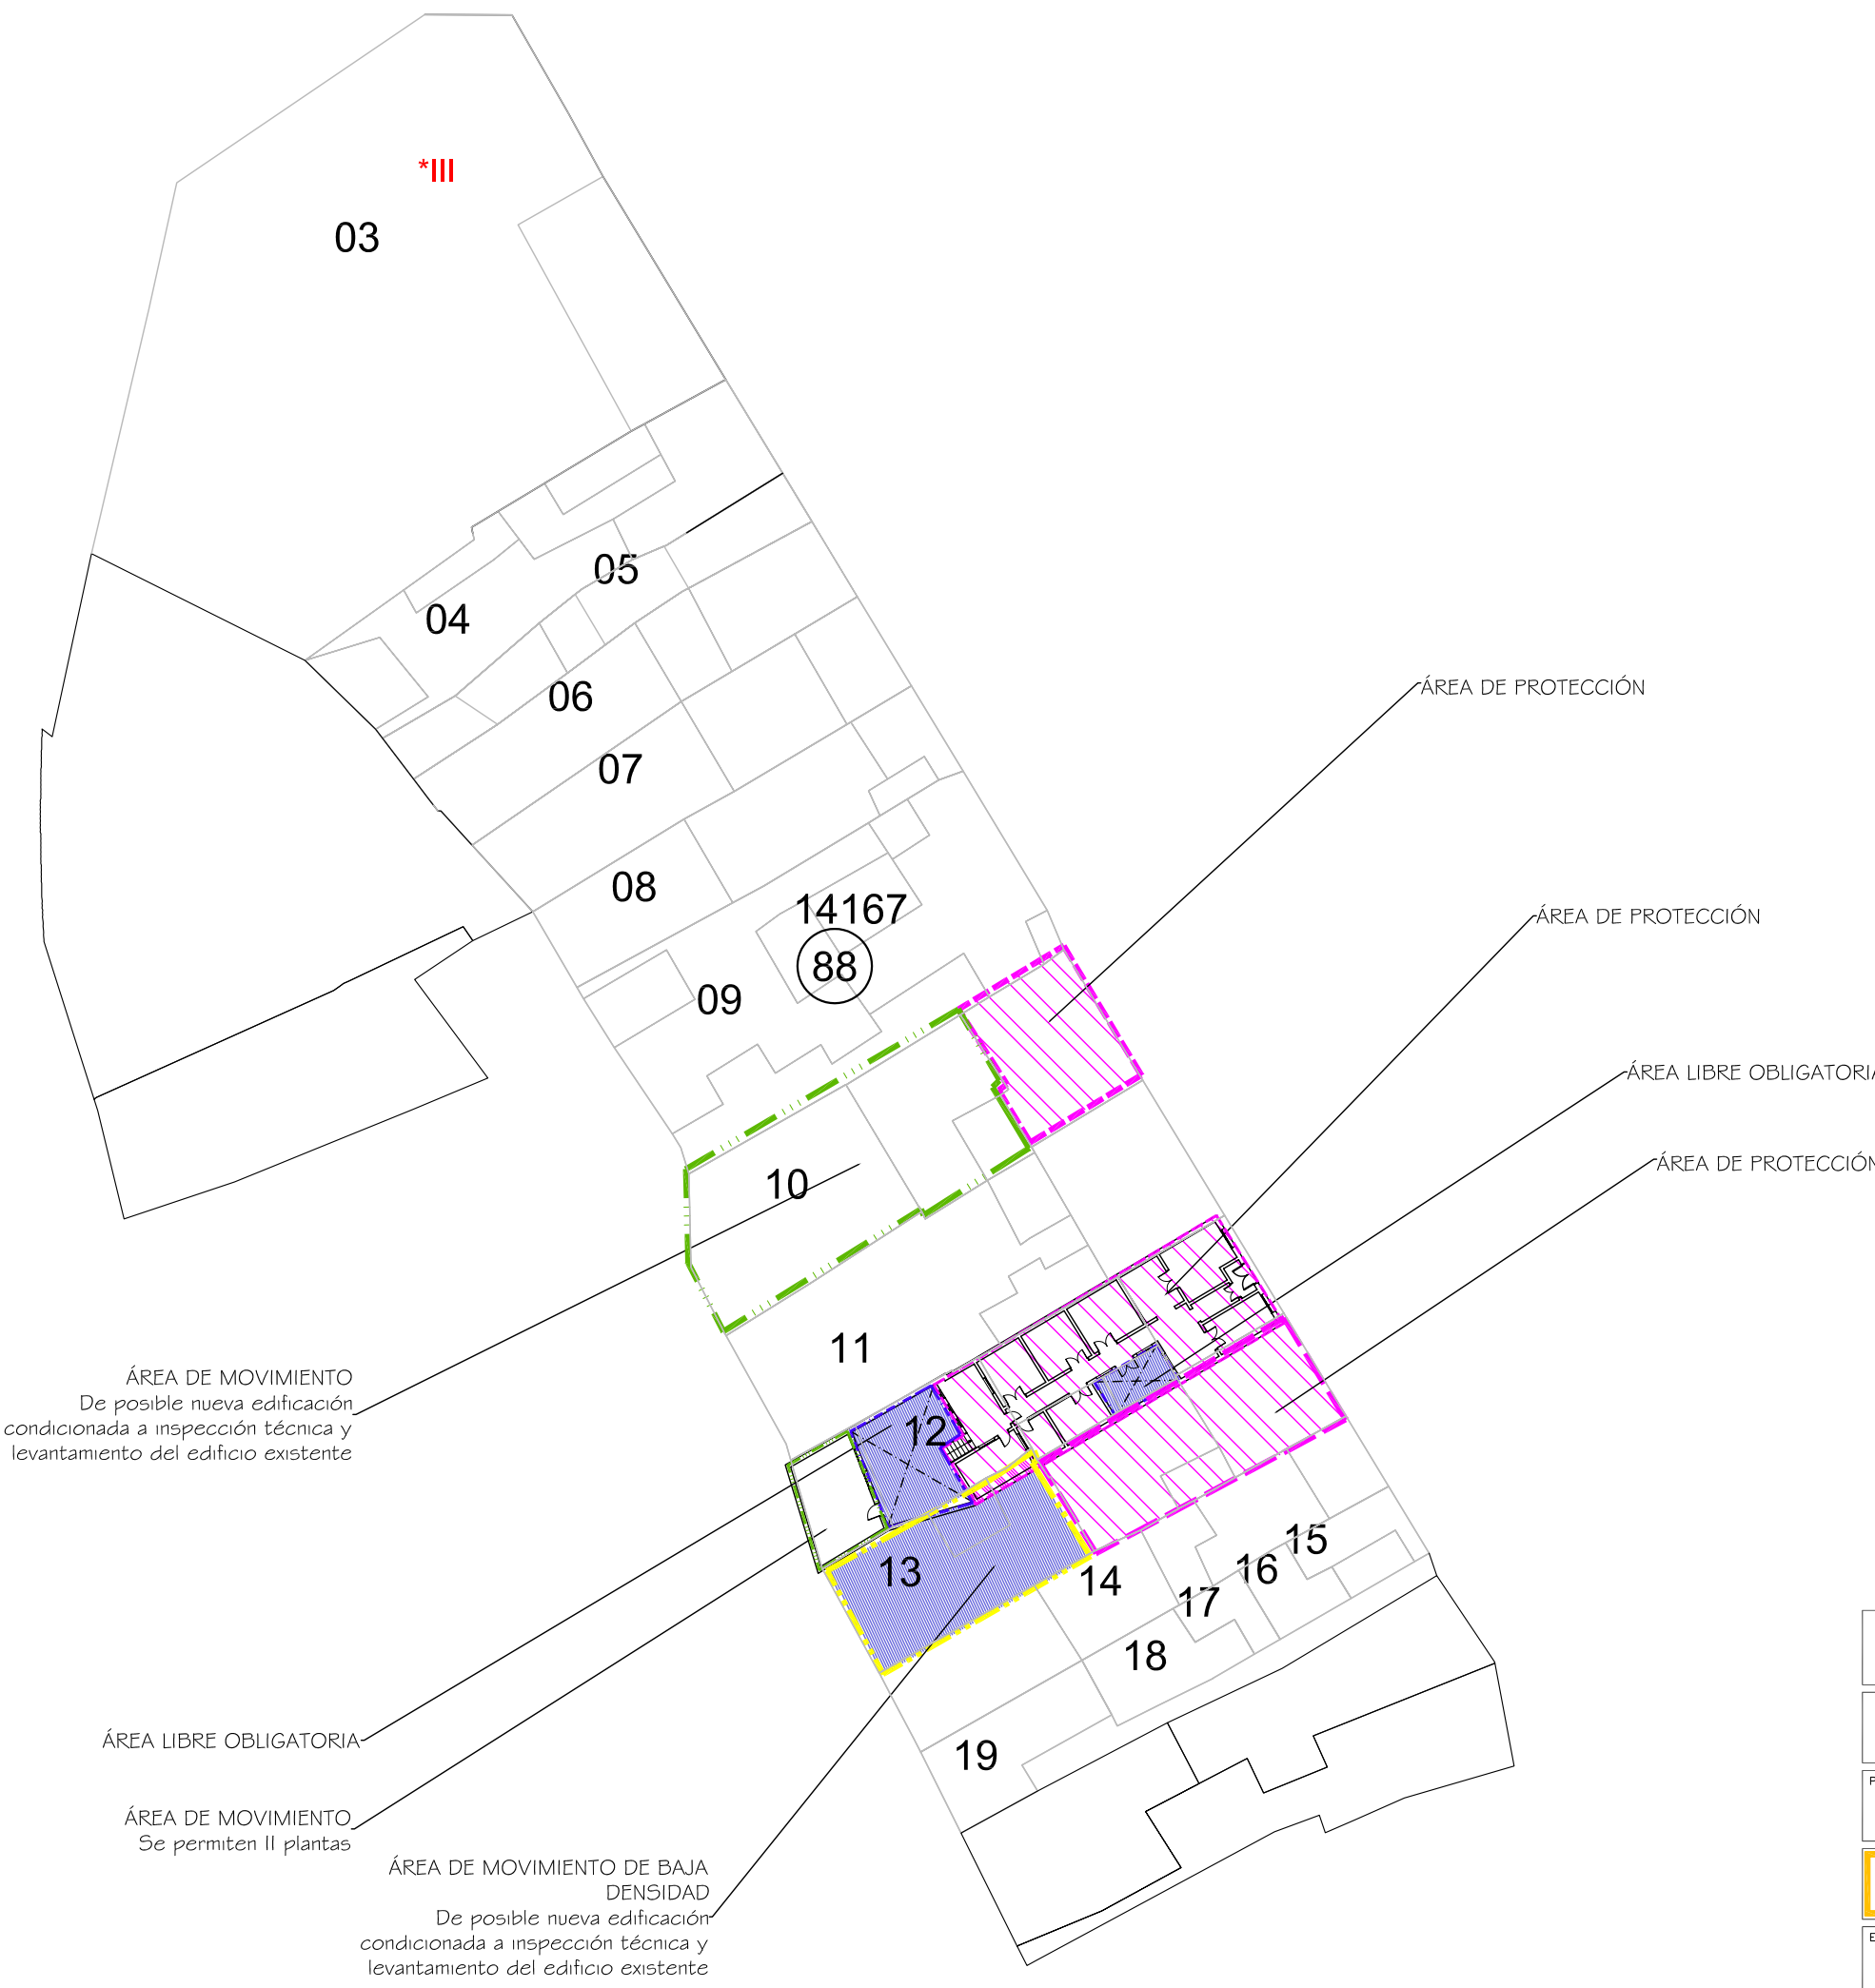 *III
03
05
04
06
ÁREA DE PROTECCIÓN
07
08
14167
ÁREA DE PROTECCIÓN
88
09
ÁREA LIBRE OBLIGATORIA
ÁREA DE PROTECCIÓN
10
11
ÁREA DE MOVIMIENTO
De posible nueva edificación
condicionada a inspección técnica y
levantamiento del edificio existente
12
13
14
15
16
17
18
19
ÁREA LIBRE OBLIGATORIA
ÁREA DE MOVIMIENTO
Se permiten II plantas
ÁREA DE MOVIMIENTO DE BAJA
DENSIDAD
De posible nueva edificación
condicionada a inspección técnica y
levantamiento del edificio existente
P
E